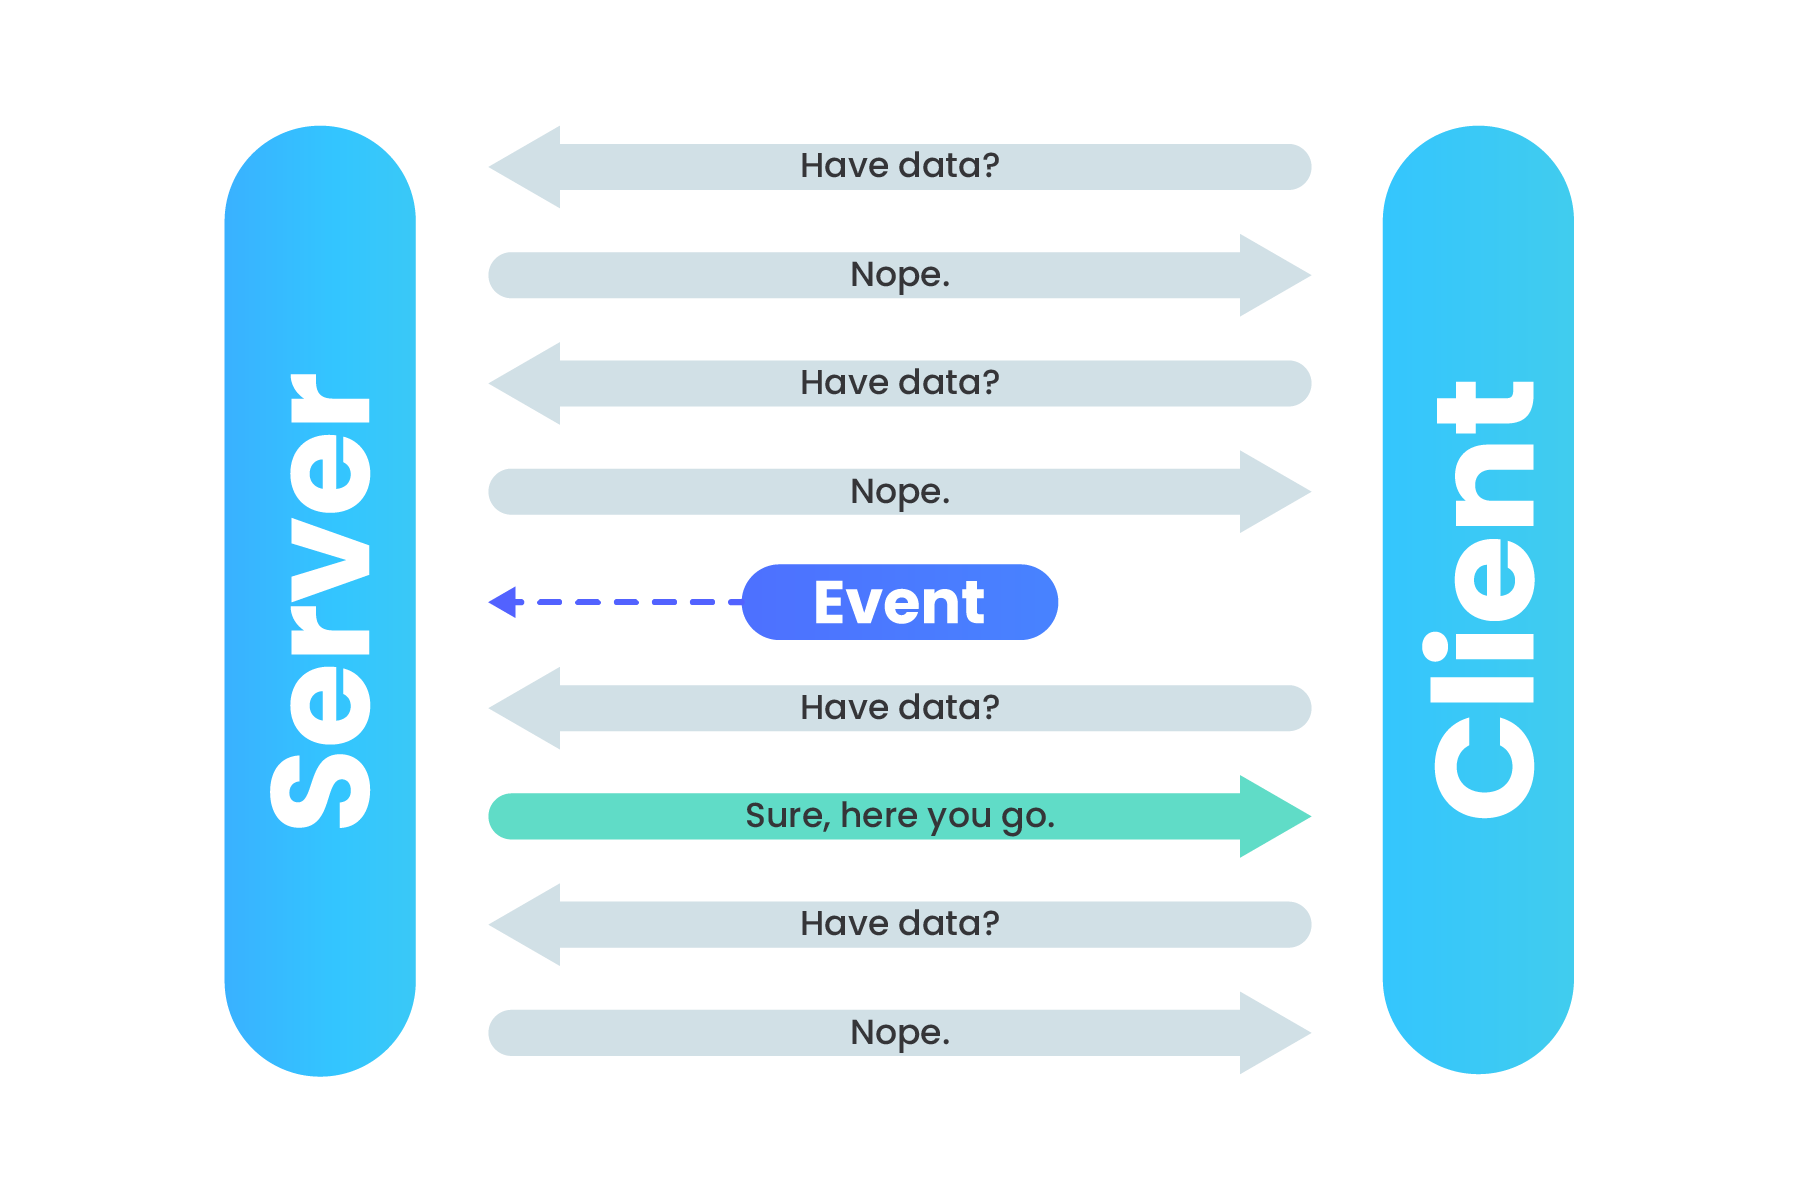 Server
Client
Have data?
Nope.
Have data?
Nope.
Event
Have data?
Sure, here you go.
Have data?
Nope.